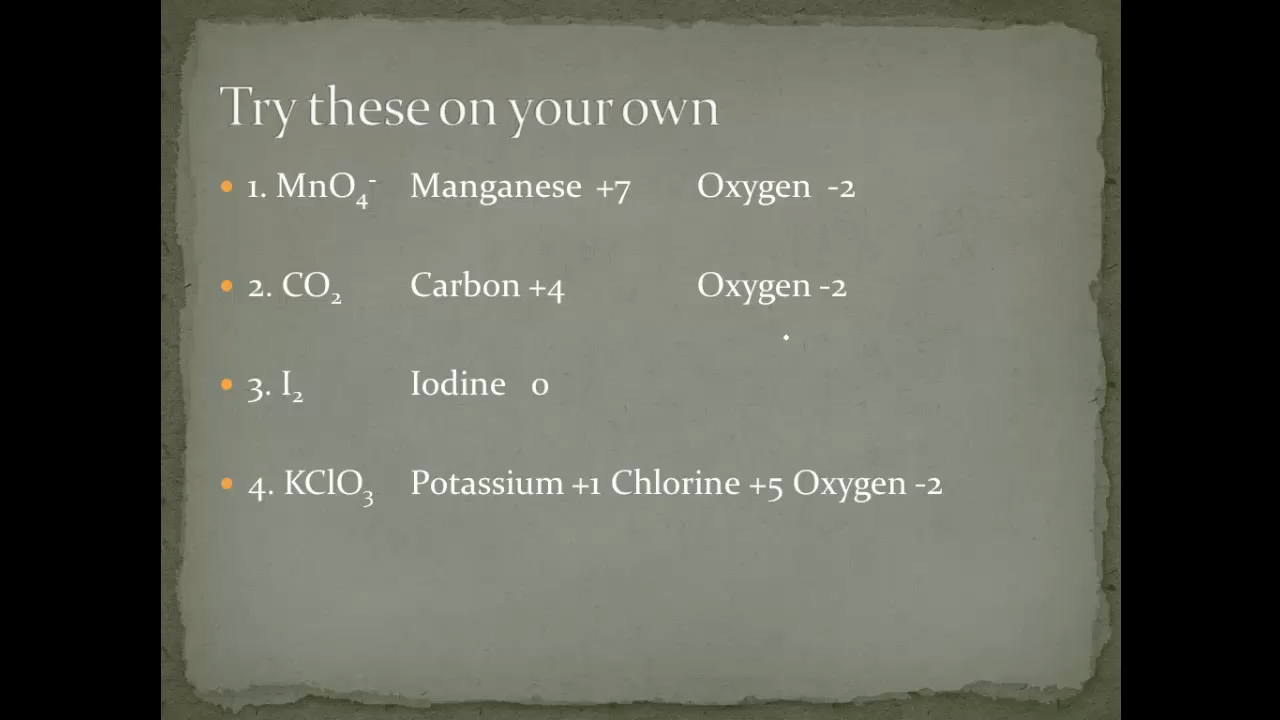 Try these on your own
• 1. MnO₄⁻ Manganese +7 Oxygen -2
• 2. CO₂ Carbon +4 Oxygen -2
• 3. I₂ Iodine 0
• 4. KClO₃ Potassium +1 Chlorine +5 Oxygen -2